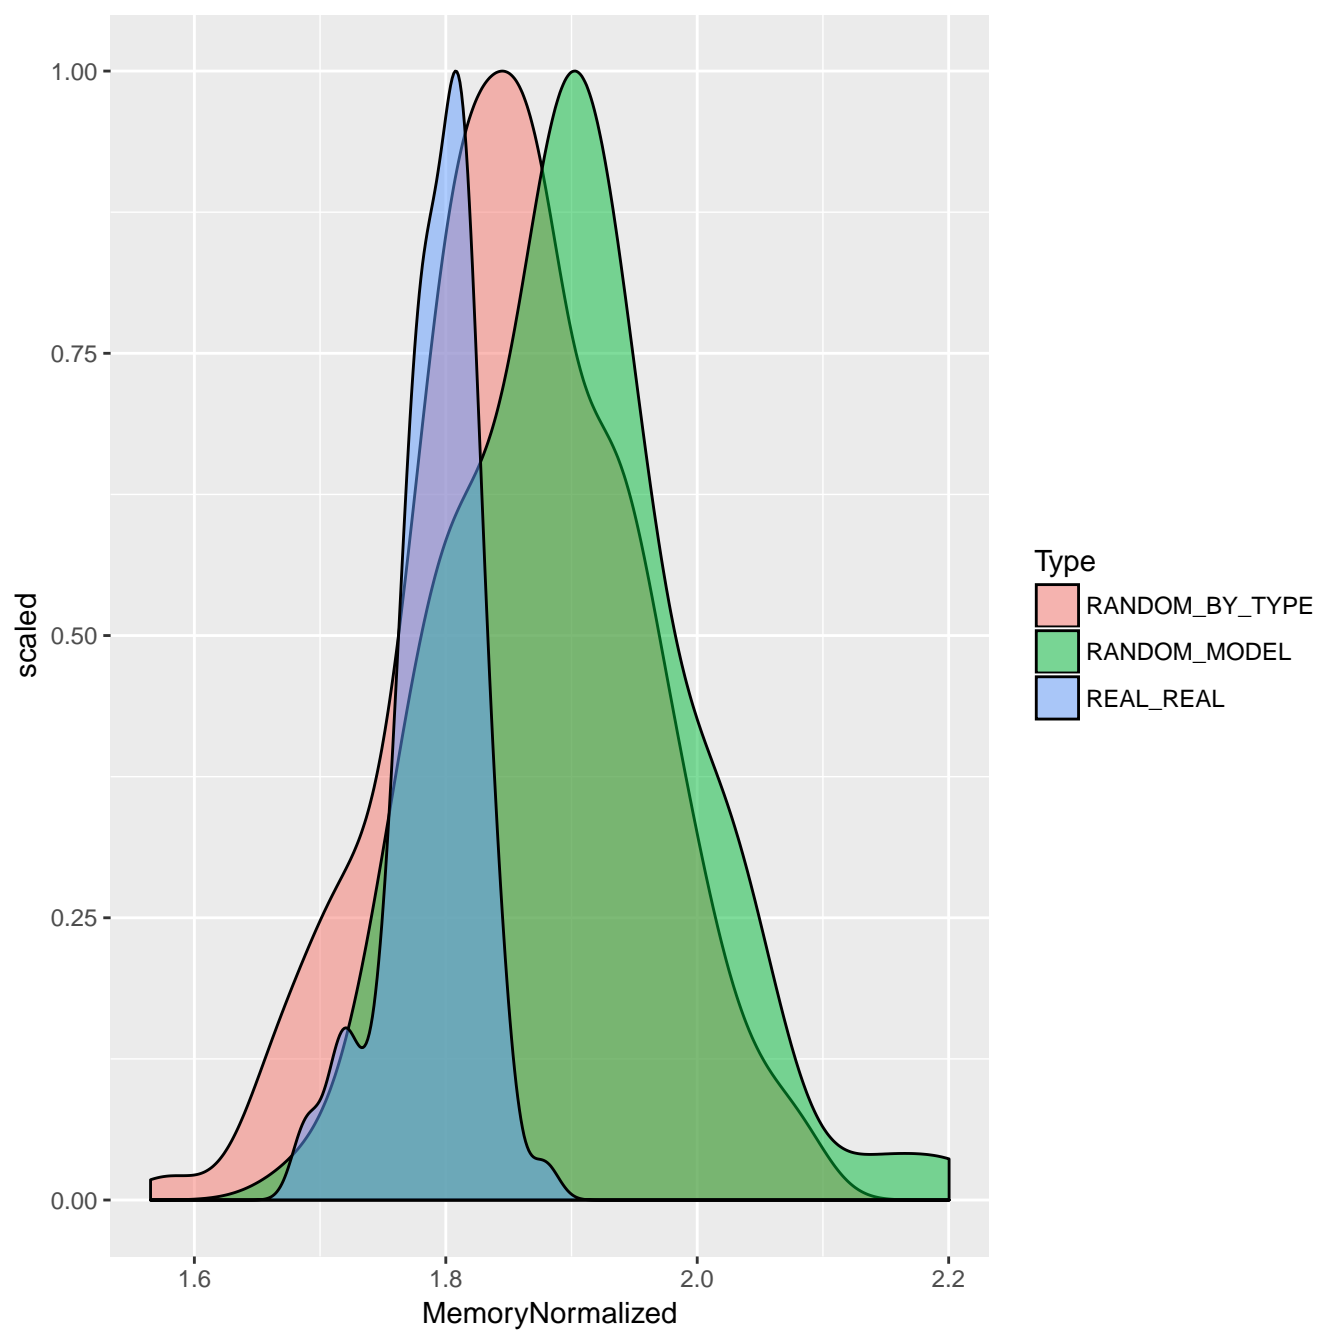 1.00
0.75
0.50
0.25
0.00
scaled
1.6
1.8
2.0
2.2
MemoryNormalized
Type
RANDOM_BY_TYPE
RANDOM_MODEL
REAL_REAL